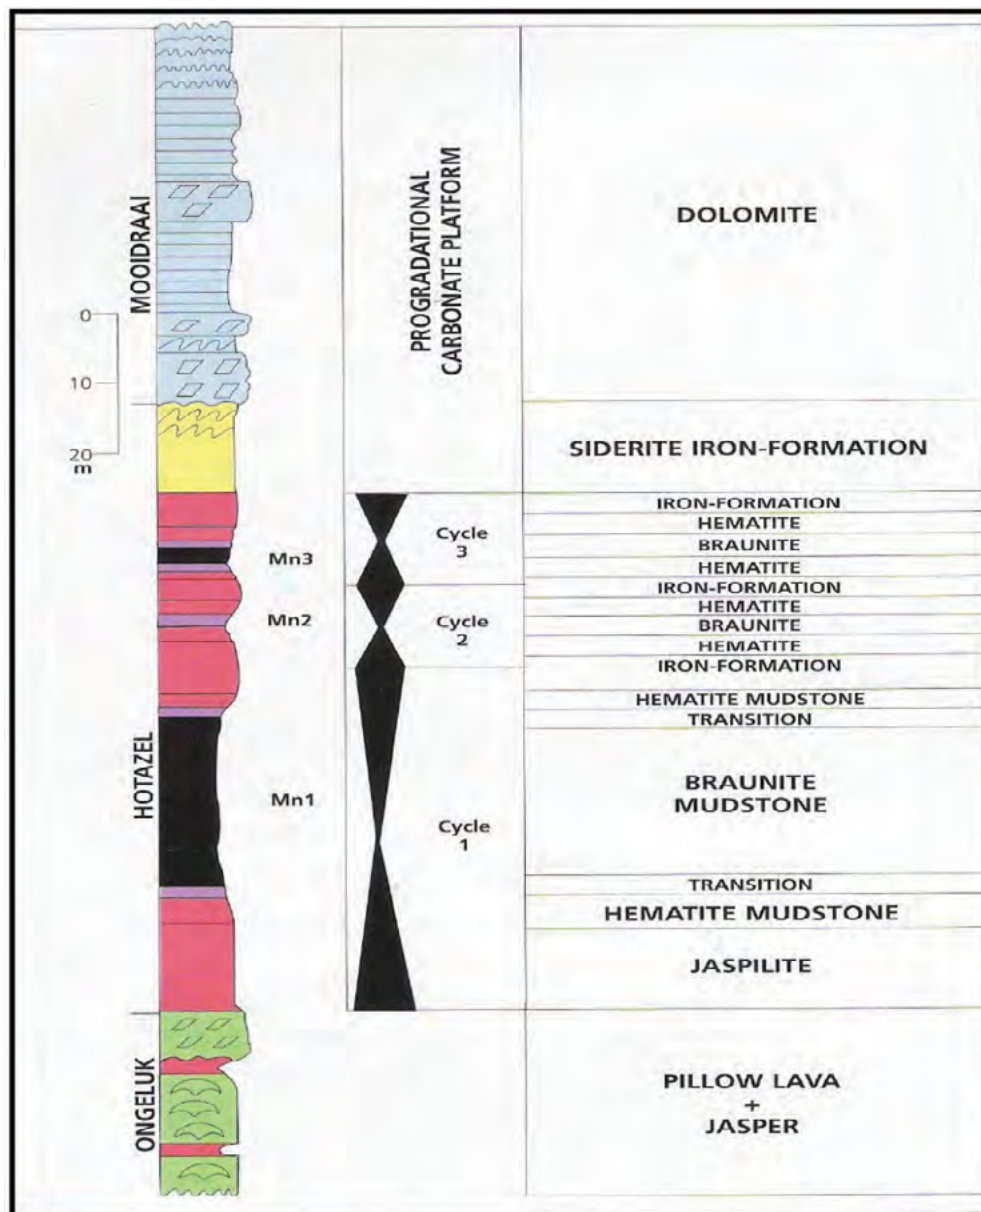 MOOIDRAAI
0
10
20
m
HOTAZEL
ONGELUK
Mn3
Mn2
Mn1
PROGRADATIONAL
CARBONATE PLATFORM
Cycle
3
Cycle
2
Cycle
1
DOLOMITE
SIDERITE IRON-FORMATION
IRON-FORMATION
HEMATITE
BRAUNITE
HEMATITE
IRON-FORMATION
HEMATITE
BRAUNITE
HEMATITE
IRON-FORMATION
HEMATITE MUDSTONE
TRANSITION
BRAUNITE
MUDSTONE
TRANSITION
HEMATITE MUDSTONE
JASPILITE
PILLOW LAVA
+
JASPER